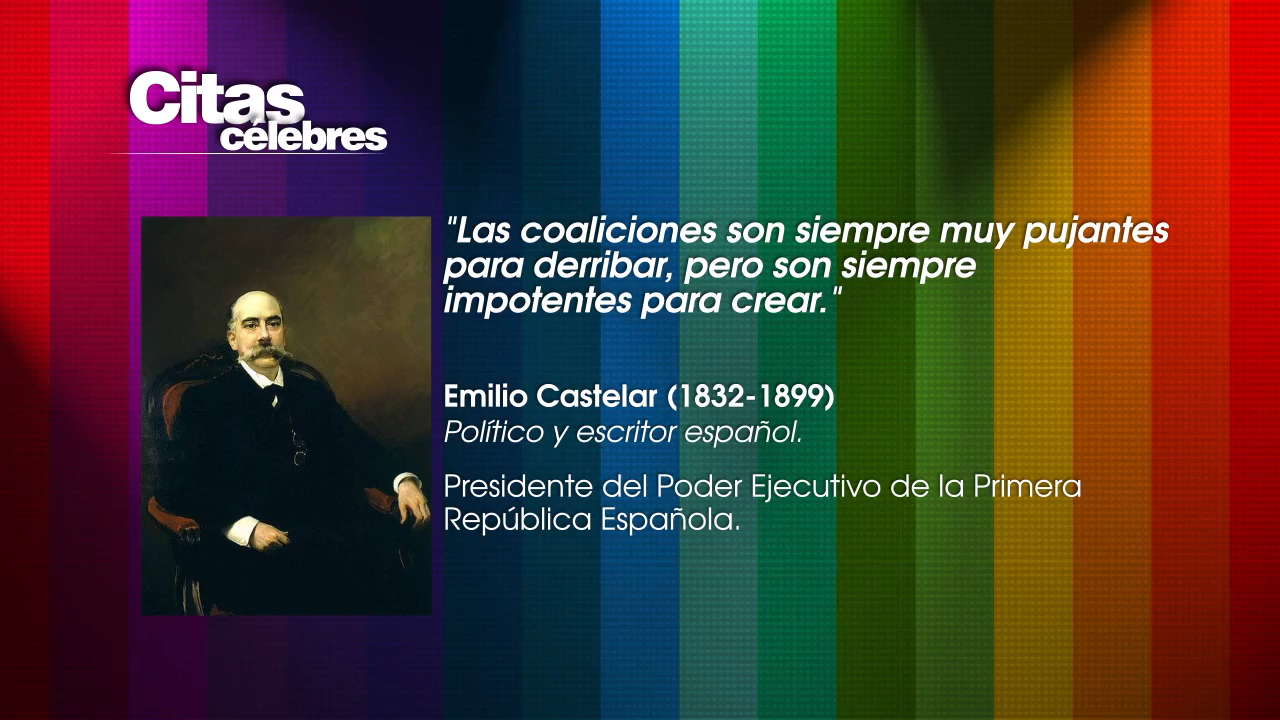 Citas
célebres
"Las coaliciones son siempre muy pujantes
para derribar, pero son siempre
impotentes para crear."
Emilio Castelar (1832-1899)
Político y escritor español.
Presidente del Poder Ejecutivo de la Primera
República Española.